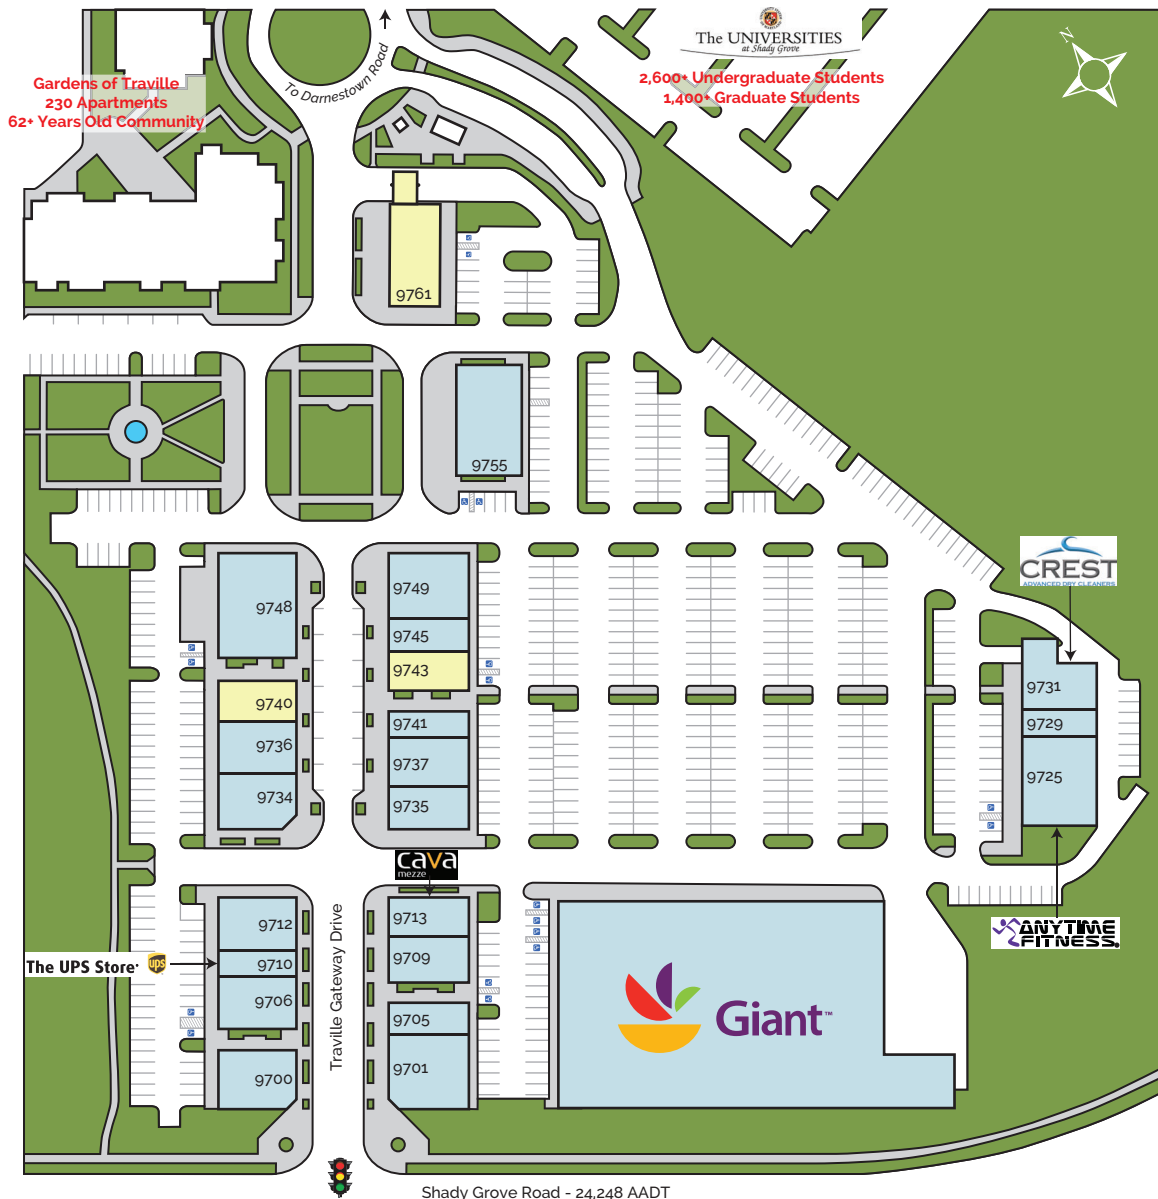 The UNIVERSITIES
at Shady Grove
2,600+ Undergraduate Students
1,400+ Graduate Students
N
Gardens of Traville
230 Apartments
62+ Years Old Community
To Darnestown Road
9761
9755
CREST
ADVANCED DRY CLEANERS
9748
9749
9745
9743
9740
9741
9736
9737
9734
9735
9731
9729
9725
cava
mezze
ANYTIME
FITNESS.
9712
9713
The UPS Store
ups
9710
9709
9706
9705
9700
9701
Traville Gateway Drive
Giant™
Shady Grove Road - 24,248 AADT